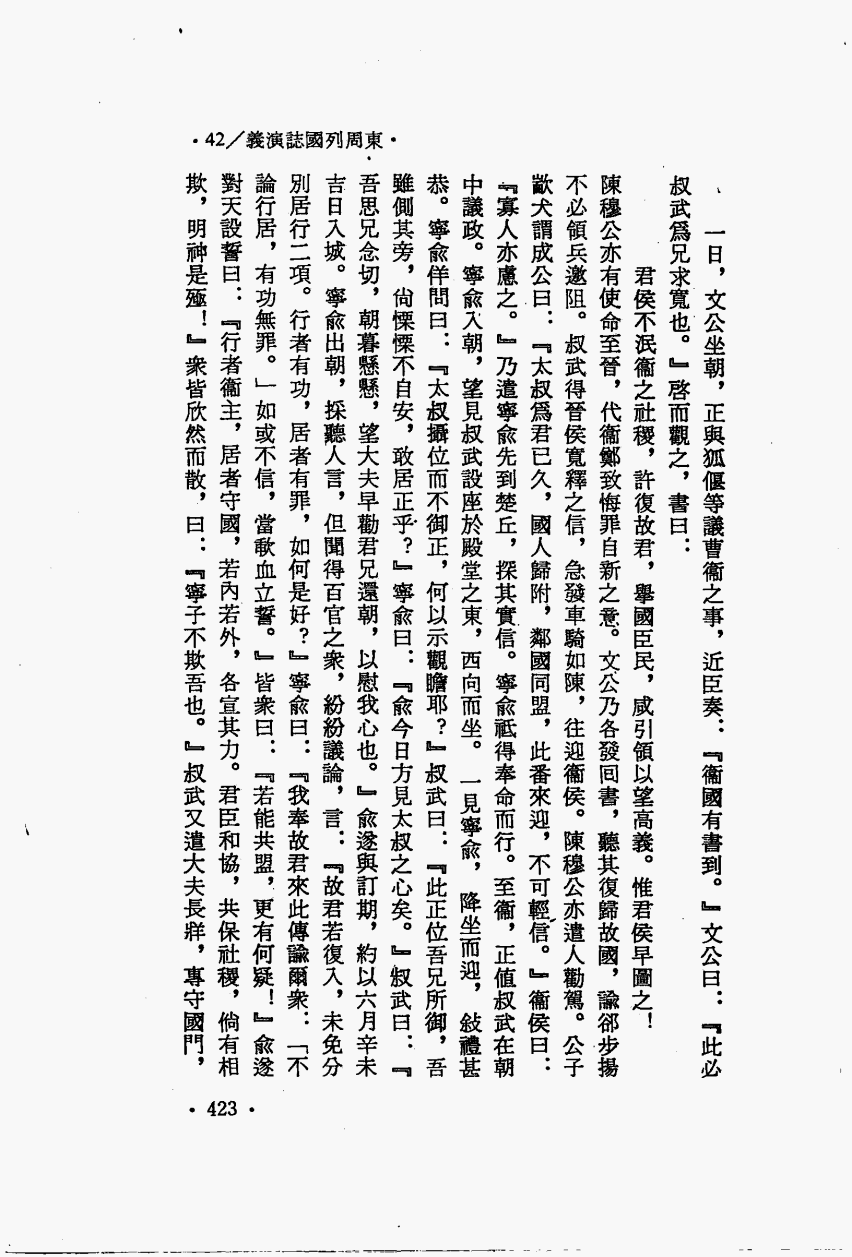 ·42／義演誌國列周東·
一日，文公坐朝，正與狐偃等議曹衞之事，近臣奏：『衞國有書到。』文公曰：『此必
叔武爲兄求寬也。』啓而觀之，書曰：
君侯不泯衞之社稷，許復故君，舉國臣民，咸引領以望高義。惟君侯早圖之！
陳穆公亦有使命至晉，代衞鄭致悔罪自新之意。文公乃各發回書，聽其復歸故國，諭郤步揚
不必領兵邀阻。叔武得晉侯寬釋之信，急發車騎如陳，往迎衞侯。陳穆公亦遣人勸駕。公子
歂犬謂成公曰：『太叔爲君已久，國人歸附，鄰國同盟，此番來迎，不可輕信。』衞侯曰：
『寡人亦慮之。』乃遣寧兪先到楚丘，探其實信。寧兪祗得奉命而行。至衞，正値叔武在朝
中議政。寧兪入朝，望見叔武設座於殿堂之東，西向而坐。一見寧兪，降坐而迎，敍禮甚
恭。寧兪佯問曰：『太叔攝位而不御正，何以示觀瞻耶？』叔武曰：『此正位吾兄所御，吾
雖側其旁，尙慄慄不自安，敢居正乎？』寧兪曰：『兪今日方見太叔之心矣。』叔武曰：『
吾思兄念切，朝暮懸懸，望大夫早勸君兄還朝，以慰我心也。』兪遂與訂期，約以六月辛未
吉日入城。寧兪出朝，採聽人言，但聞得百官之衆，紛紛議論，言：『故君若復入，未免分
別居行二項。行者有功，居者有罪，如何是好？』寧兪曰：『我奉故君來此傳諭爾衆：「不
論行居，有功無罪。」如或不信，當歃血立誓。』皆衆曰：『若能共盟，更有何疑！』兪遂
對天設誓曰：『行者衞主，居者守國，若內若外，各宣其力。君臣和協，共保社稷，倘有相
欺，明神是殛！』衆皆欣然而散，曰：『寧子不欺吾也。』叔武又遣大夫長牂，專守國門，
·423·